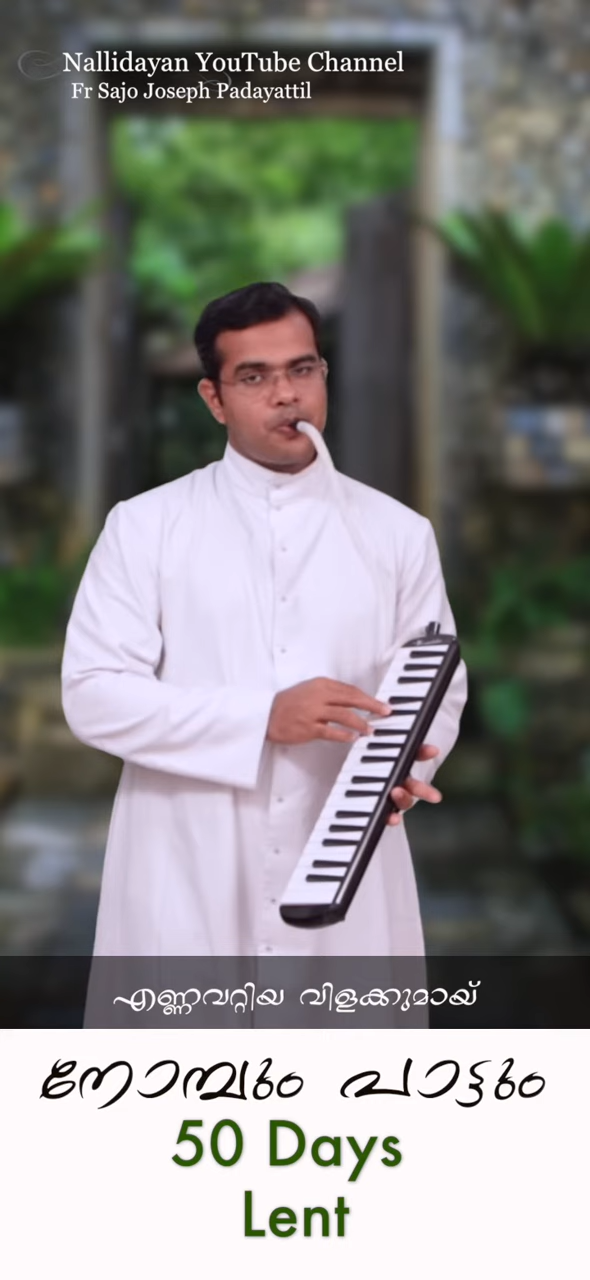 Nallidayan YouTube Channel
Fr Sajo Joseph Padayattil
എണ്ണവറ്റിയ വിളക്കുമായ്
നോമ്പും പാട്ടും
50 Days
Lent